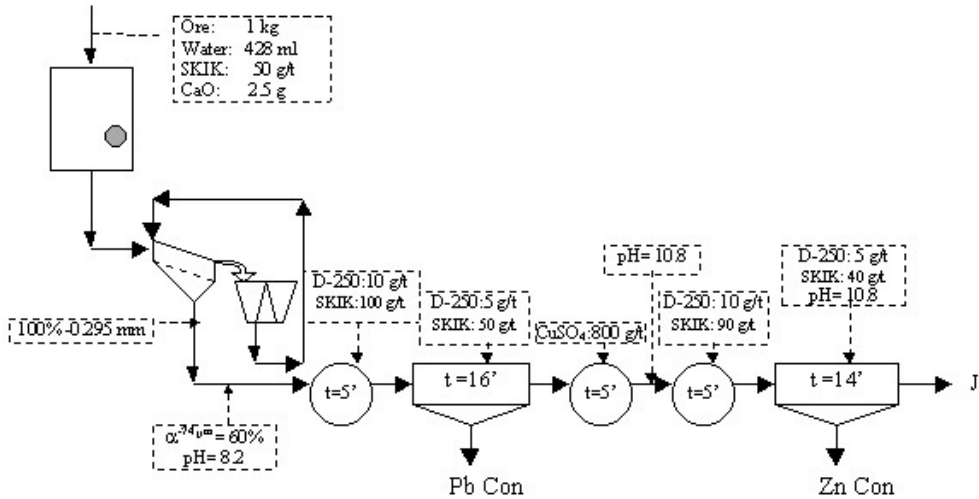 Ore: 1 kg
Water: 428 ml
SKIK: 50 g/t
CaO: 2.5 g
100%-0.295 mm
D-250:10 g/t
SKIK:100 g/t
D-250:5 g/t
SKIK: 50 g/t
pH= 10.8
CuSO₄:800 g/t
D-250: 10 g/t
SKIK: 90 g/t
D-250: 5 g/t
SKIK: 40 g/t
pH= 10.8
t=5’
t =16’
t=5’
t=5’
t =14’
J
α⁻⁷⁴ᵘᵐ = 60%
pH= 8.2
Pb Con
Zn Con